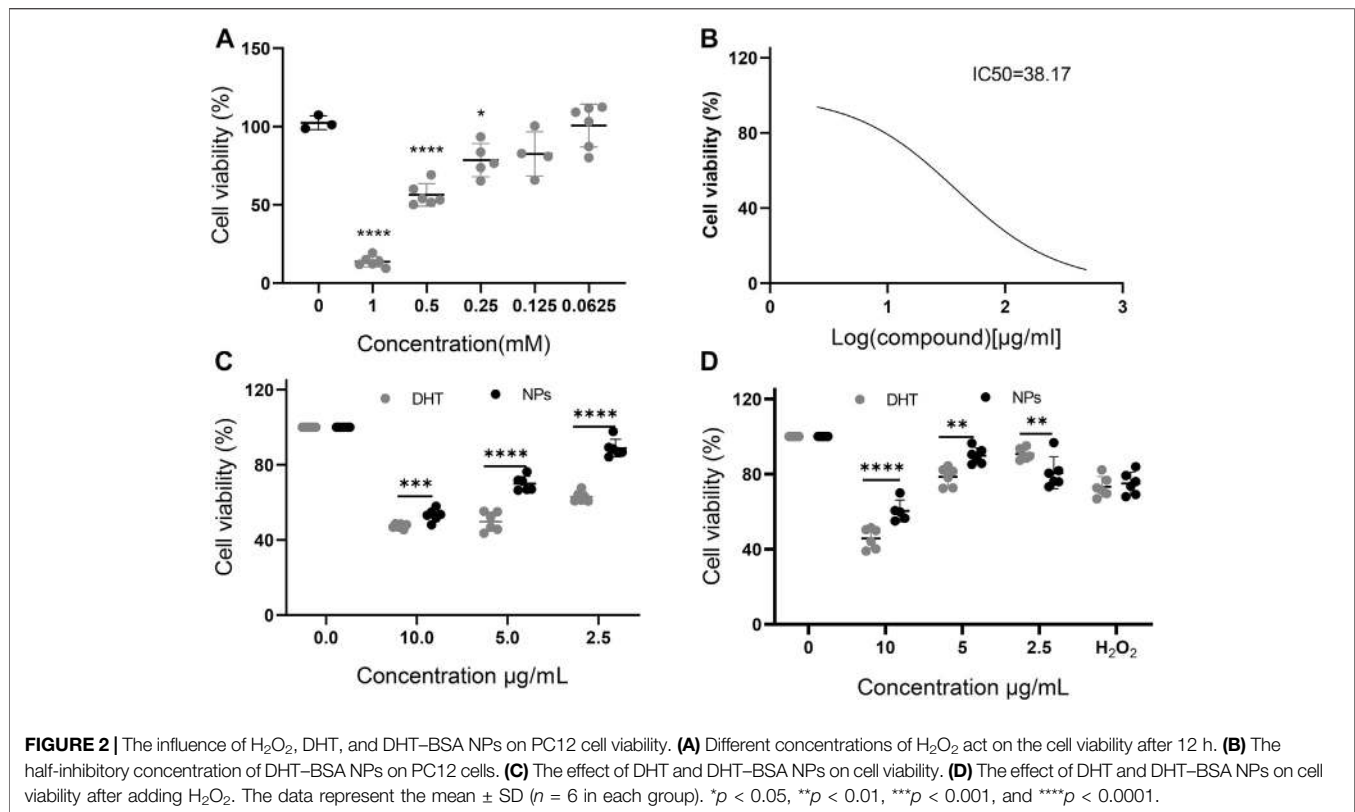 A
150
100
50
0
Cell viability (%)
****
****
*
0 1 0.5 0.25 0.125 0.0625
Concentration(mM)
B
120
80
40
0
Cell viability (%)
IC50=38.17
0 1 2 3
Log(compound)[µg/ml]
C
120
80
40
0
Cell viability (%)
DHT NPs
***
****
****
0.0 10.0 5.0 2.5
Concentration µg/mL
D
120
80
40
0
Cell viability (%)
DHT NPs
****
**
**
0 10 5 2.5 H₂O₂
Concentration µg/mL
FIGURE 2 | The influence of H₂O₂, DHT, and DHT–BSA NPs on PC12 cell viability. (A) Different concentrations of H₂O₂ act on the cell viability after 12 h. (B) The
half-inhibitory concentration of DHT–BSA NPs on PC12 cells. (C) The effect of DHT and DHT–BSA NPs on cell viability. (D) The effect of DHT and DHT–BSA NPs on cell
viability after adding H₂O₂. The data represent the mean ± SD (n = 6 in each group). *p < 0.05, **p < 0.01, ***p < 0.001, and ****p < 0.0001.